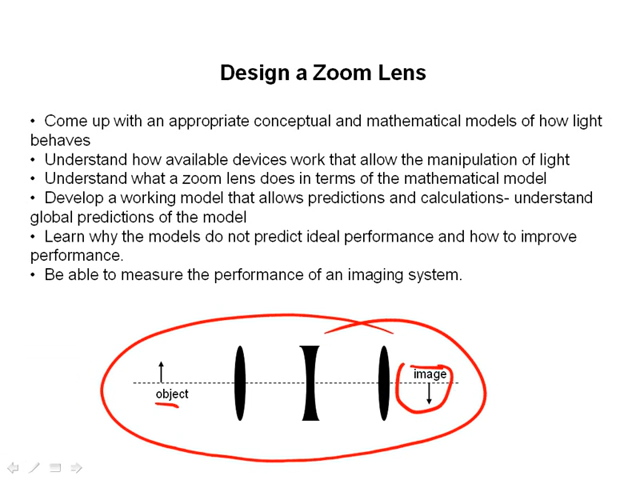 Design a Zoom Lens
• Come up with an appropriate conceptual and mathematical models of how light
behaves
• Understand how available devices work that allow the manipulation of light
• Understand what a zoom lens does in terms of the mathematical model
• Develop a working model that allows predictions and calculations- understand
global predictions of the model
• Learn why the models do not predict ideal performance and how to improve
performance.
• Be able to measure the performance of an imaging system.
object
image